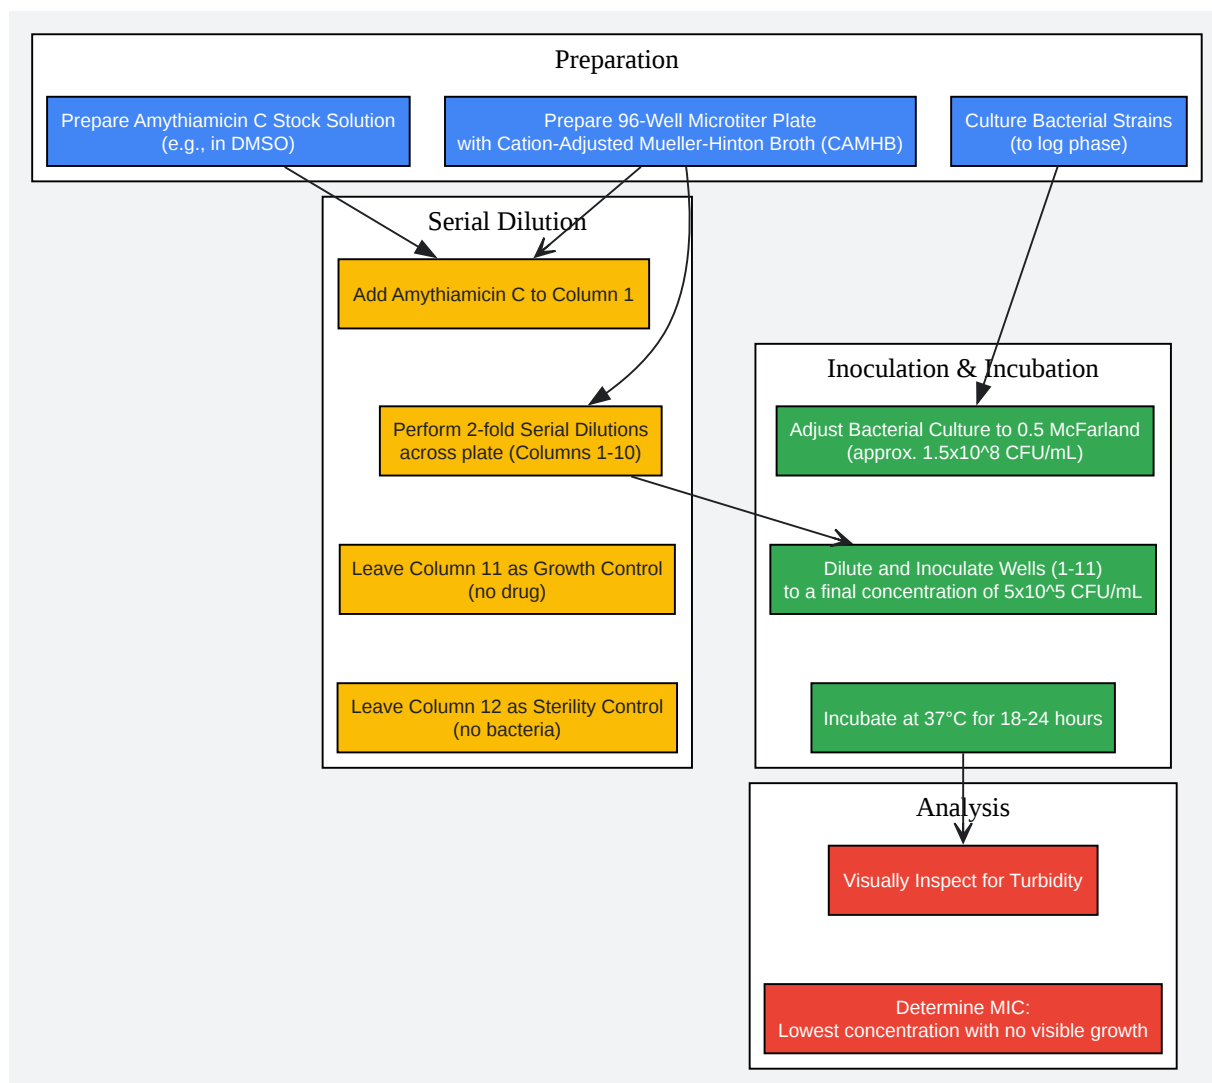 Preparation
Prepare Amythiamicin C Stock Solution
(e.g., in DMSO)
Prepare 96-Well Microtiter Plate
with Cation-Adjusted Mueller-Hinton Broth (CAMHB)
Culture Bacterial Strains
(to log phase)
Serial Dilution
Add Amythiamicin C to Column 1
Perform 2-fold Serial Dilutions
across plate (Columns 1-10)
Leave Column 11 as Growth Control
(no drug)
Leave Column 12 as Sterility Control
(no bacteria)
Inoculation & Incubation
Adjust Bacterial Culture to 0.5 McFarland
(approx. 1.5x10^8 CFU/mL)
Dilute and Inoculate Wells (1-11)
to a final concentration of 5x10^5 CFU/mL
Incubate at 37°C for 18-24 hours
Analysis
Visually Inspect for Turbidity
Determine MIC:
Lowest concentration with no visible growth